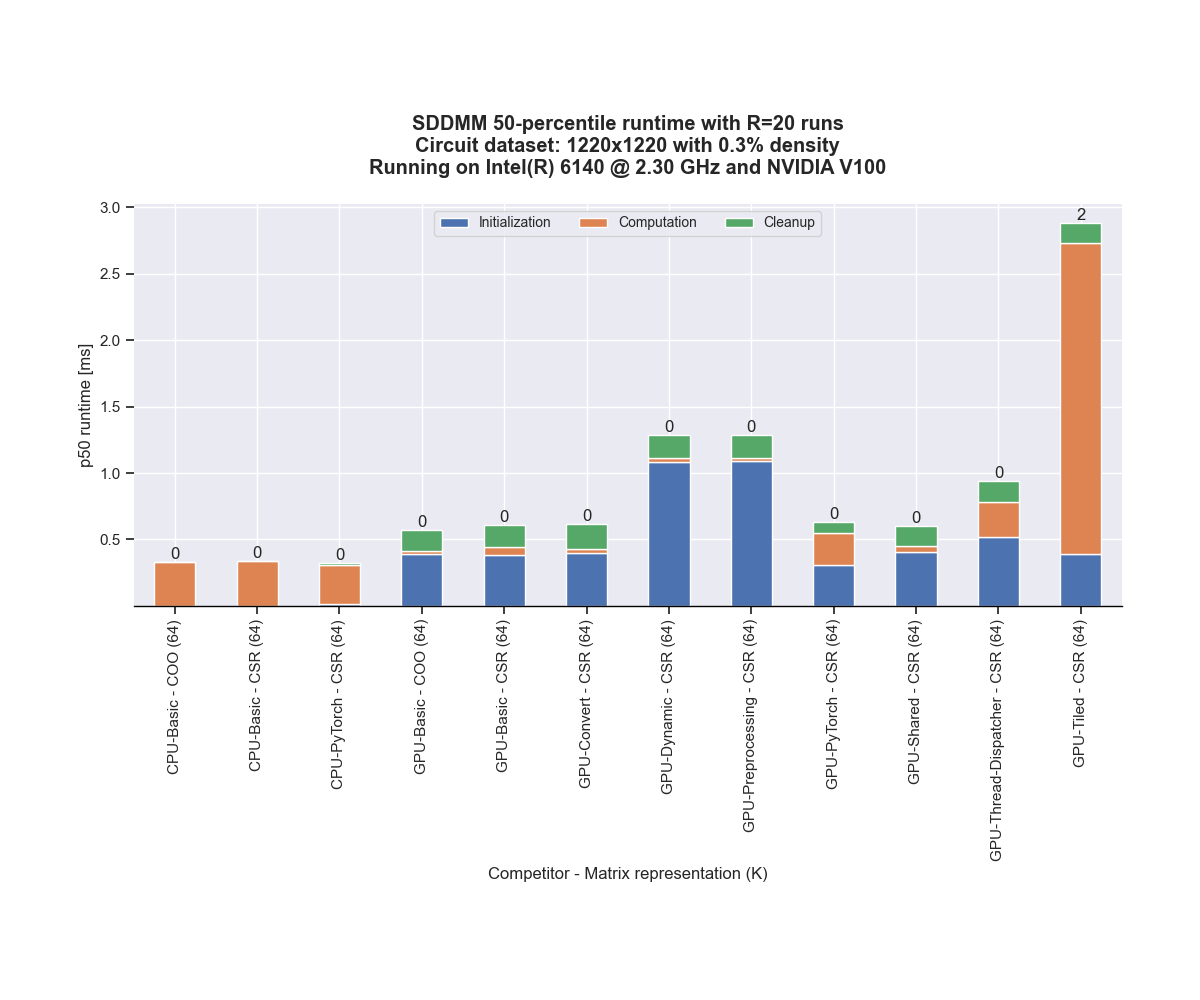 SDDMM 50-percentile runtime with R=20 runs
Circuit dataset: 1220x1220 with 0.3% density
Running on Intel(R) 6140 @ 2.30 GHz and NVIDIA V100
Initialization Computation Cleanup
3.0
2.5
2.0
1.5
1.0
0.5
p50 runtime [ms]
0 0 0 0 0 0 0 0 0 0 0 2
CPU-Basic - COO (64)
CPU-Basic - CSR (64)
CPU-PyTorch - CSR (64)
GPU-Basic - COO (64)
GPU-Basic - CSR (64)
GPU-Convert - CSR (64)
GPU-Dynamic - CSR (64)
GPU-Preprocessing - CSR (64)
GPU-PyTorch - CSR (64)
GPU-Shared - CSR (64)
GPU-Thread-Dispatcher - CSR (64)
GPU-Tiled - CSR (64)
Competitor - Matrix representation (K)